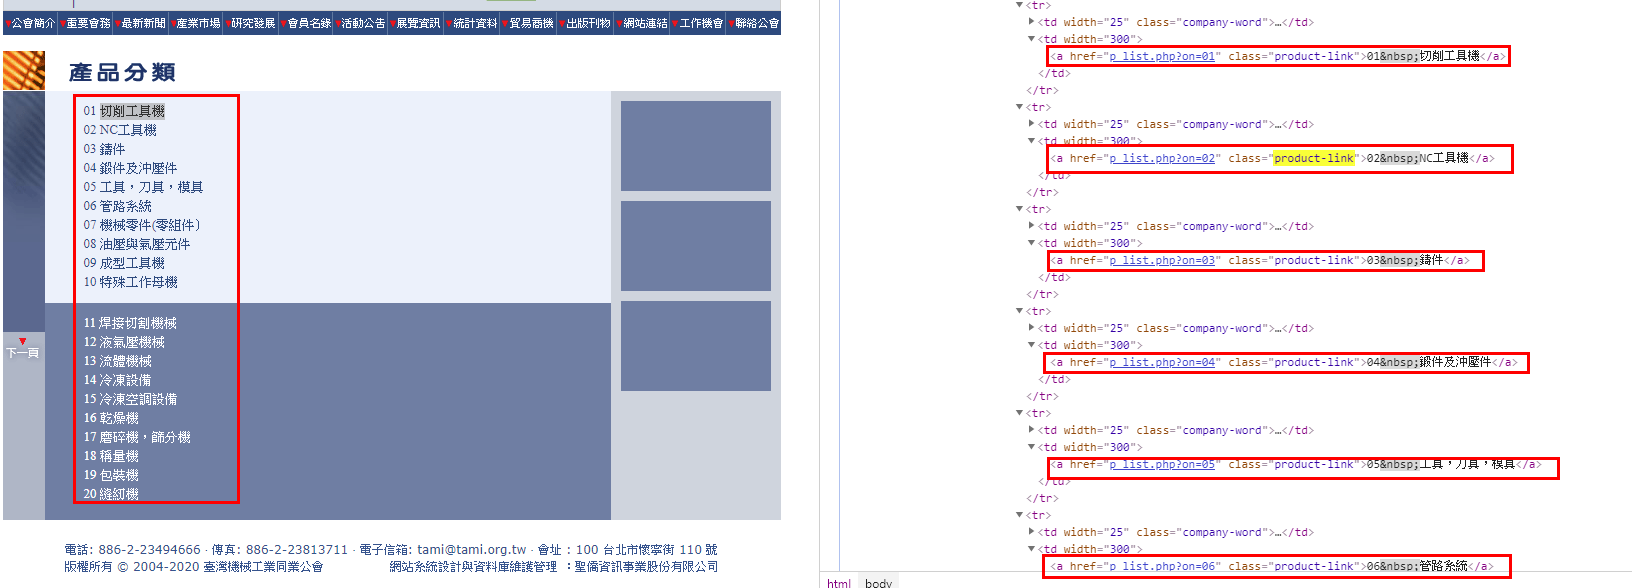 ▼公會簡介 ▼重要會務 ▼最新新聞 ▼產業市場 ▼研究發展 ▼會員名錄 ▼活動公告 ▼展覽資訊 ▼統計資料 ▼貿易商機 ▼出版刊物 ▼網站連結 ▼工作機會 ▼聯絡公會
產品分類
01 切削工具機
02 NC工具機
03 鑄件
04 鍛件及沖壓件
05 工具，刀具，模具
06 管路系統
07 機械零件(零組件)
08 油壓與氣壓元件
09 成型工具機
10 特殊工作母機
11 焊接切割機械
12 液氣壓機械
13 流體機械
14 冷凍設備
15 冷凍空調設備
16 乾燥機
17 磨碎機，篩分機
18 稱量機
19 包裝機
20 縫紉機
▼
下一頁
電話: 886-2-23494666 · 傳真: 886-2-23813711 · 電子信箱: tami@tami.org.tw · 會址 : 100 台北市懷寧街 110 號
版權所有 © 2004-2020 臺灣機械工業同業公會 網站系統設計與資料庫維護管理 ：聖僑資訊事業股份有限公司
▼<tr>
▶<td width="25" class="company-word">…</td>
▼<td width="300">
<a href="p_list.php?on=01" class="product-link">01&nbsp;切削工具機</a>
</td>
</tr>
▼<tr>
▶<td width="25" class="company-word">…</td>
▼<td width="300">
<a href="p_list.php?on=02" class="product-link">02&nbsp;NC工具機</a>
</td>
</tr>
▼<tr>
▶<td width="25" class="company-word">…</td>
▼<td width="300">
<a href="p_list.php?on=03" class="product-link">03&nbsp;鑄件</a>
</td>
</tr>
▼<tr>
▶<td width="25" class="company-word">…</td>
▼<td width="300">
<a href="p_list.php?on=04" class="product-link">04&nbsp;鍛件及沖壓件</a>
</td>
</tr>
▼<tr>
▶<td width="25" class="company-word">…</td>
▼<td width="300">
<a href="p_list.php?on=05" class="product-link">05&nbsp;工具，刀具，模具</a>
</td>
</tr>
▼<tr>
▶<td width="25" class="company-word">…</td>
▼<td width="300">
<a href="p_list.php?on=06" class="product-link">06&nbsp;管路系統</a>
html body